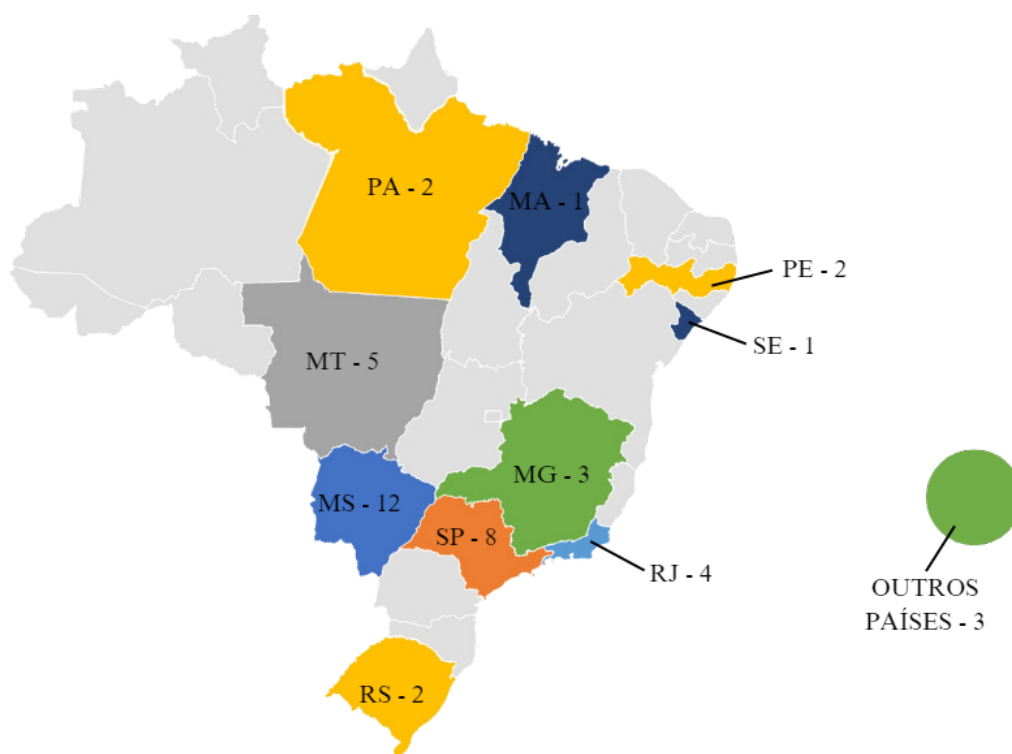 PA - 2
MA - 1
PE - 2
SE - 1
MT - 5
MG - 3
MS - 12
SP - 8
RJ - 4
OUTROS
PAÍSES - 3
RS - 2